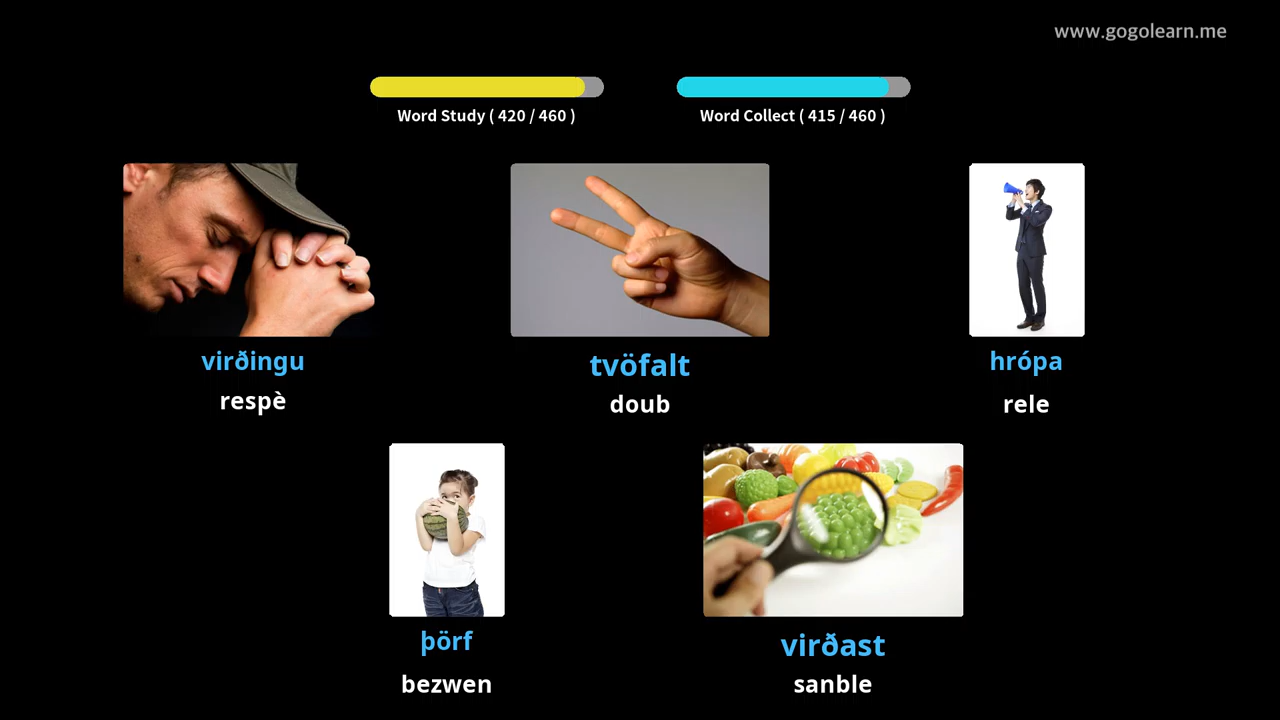 www.gogolearn.me
Word Study ( 420 / 460 )
Word Collect ( 415 / 460 )
virðingu
respè
tvöfalt
doub
hrópa
rele
þörf
bezwen
virðast
sanble